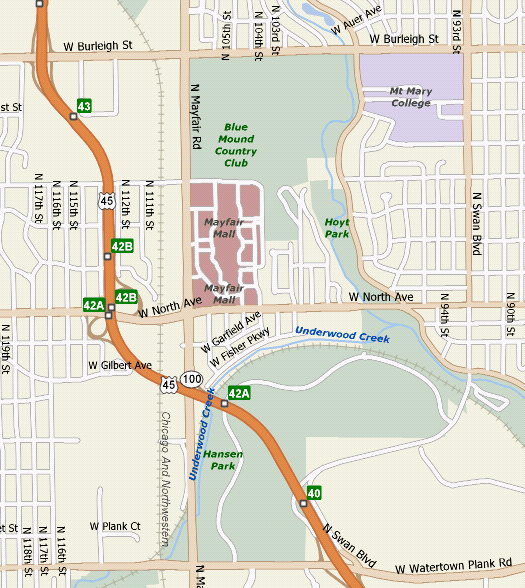 N 105th St
N 104th St
N 103rd St
W Auer Ave
N 93rd St
W Burleigh St
W Burleigh St
43
st St
N Mayfair Rd
Mt Mary
College
Blue
Mound
Country
Club
N 117th St
N 116th St
N 115th St
45
N 112th St
N 111th St
Mayfair
Mall
Hoyt
Park
N Swan Blvd
42B
42B
42A
Mayfair
Mall
W North Ave
W North Ave
N 94th St
N 90th St
N 119th St
W Garfield Ave
W Fisher Pkwy
Underwood Creek
W Gilbert Ave
45
100
42A
Underwood Creek
Chicago And Northwestern
Hansen
Park
40
et St
N 118th St
N 117th St
N 116th St
W Plank Ct
N Swan Blvd
W Watertown Plank Rd
N Ma